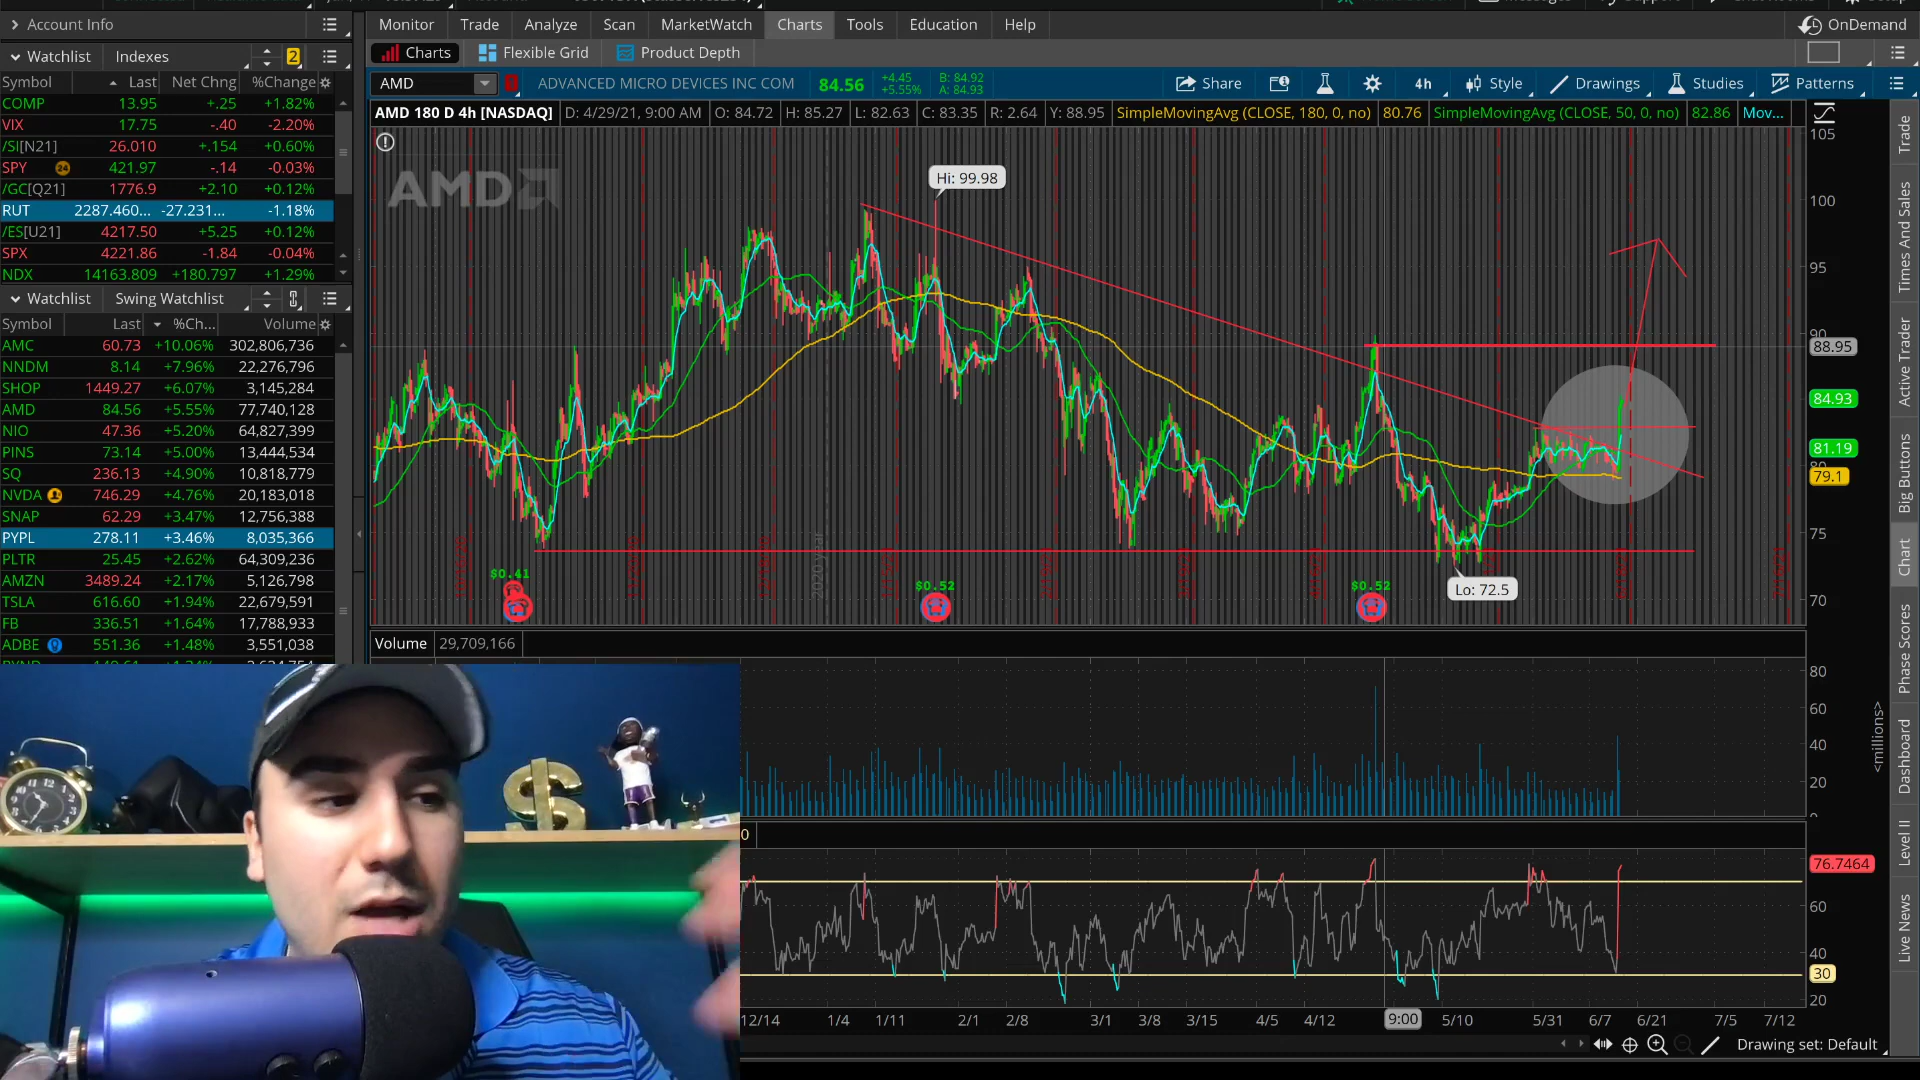 Account Info
Monitor Trade Analyze Scan MarketWatch Charts Tools Education Help
OnDemand
Watchlist Indexes 2
Charts Flexible Grid Product Depth
Symbol Last Net Chng %Change
AMD ADVANCED MICRO DEVICES INC COM 84.56 +4.45 +5.55% B: 84.92 A: 84.93 Share 4h Style Drawings Studies Patterns
COMP 13.95 +.25 +1.82%
VIX 17.75 -.40 -2.20%
/SI[N21] 26.010 +.154 +0.60%
SPY 24 421.97 -.14 -0.03%
/GC[Q21] 1776.9 +2.10 +0.12%
RUT 2287.460... -27.231... -1.18%
/ES[U21] 4217.50 +5.25 +0.12%
SPX 4221.86 -1.84 -0.04%
NDX 14163.809 +180.797 +1.29%
AMD 180 D 4h [NASDAQ] D: 4/29/21, 9:00 AM O: 84.72 H: 85.27 L: 82.63 C: 83.35 R: 2.64 Y: 88.95 SimpleMovingAvg (CLOSE, 180, 0, no) 80.76 SimpleMovingAvg (CLOSE, 50, 0, no) 82.86 Mov...
AMD
Hi: 99.98
105
100
95
90
88.95
84.93
81.19
80
79.1
75
70
Lo: 72.5
$0.41 $0.52 $0.52
2020 year
Watchlist Swing Watchlist
Symbol Last %Ch... Volume
AMC 60.73 +10.06% 302,806,736
NNDM 8.14 +7.96% 22,276,796
SHOP 1449.27 +6.07% 3,145,284
AMD 84.56 +5.55% 77,740,128
NIO 47.36 +5.20% 64,827,399
PINS 73.14 +5.00% 13,444,534
SQ 236.13 +4.90% 10,818,779
NVDA 746.29 +4.76% 20,183,018
SNAP 62.29 +3.47% 12,756,388
PYPL 278.11 +3.46% 8,035,366
PLTR 25.45 +2.62% 64,309,236
AMZN 3489.24 +2.17% 5,126,798
TSLA 616.60 +1.94% 22,679,591
FB 336.51 +1.64% 17,788,933
ADBE 551.36 +1.48% 3,551,038
Volume 29,709,166
80
60
40
20
<millions>
0
76.7464
60
40
30
20
12/14 1/4 1/11 2/1 2/8 3/1 3/8 3/15 4/5 4/12 9:00 5/10 5/31 6/7 6/21 7/5 7/12
Drawing set: Default
Trade
Times And Sales
Active Trader
Big Buttons
Chart
Phase Scores
Dashboard
Level II
Live News